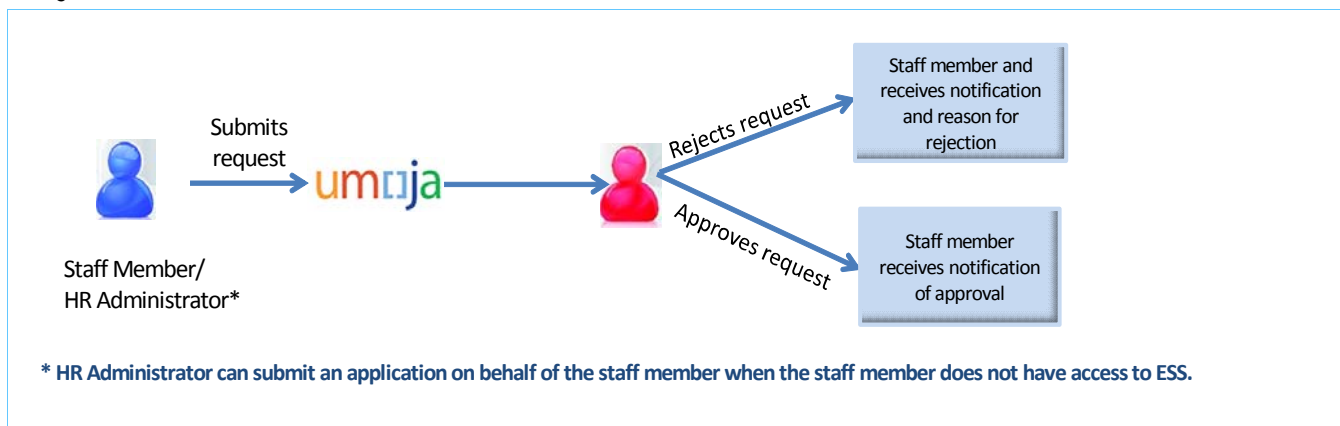 Staff member and
receives notification
and reason for
rejection
Submits
request
Rejects request
umoja
Approves request
Staff Member/
HR Administrator*
Staff member
receives notification
of approval
* HR Administrator can submit an application on behalf of the staff member when the staff member does not have access to ESS.